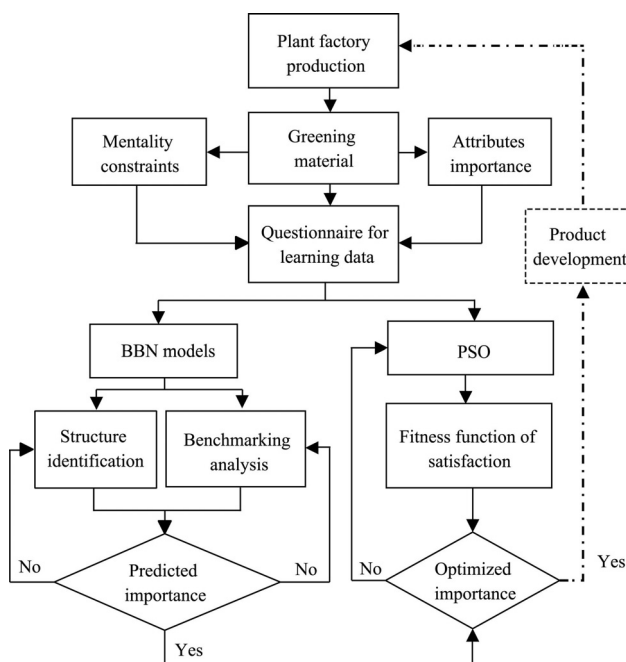 Plant factory
production
Mentality
constraints
Greening
material
Attributes
importance
Questionnaire for
learning data
Product
development
BBN models
PSO
Structure
identification
Benchmarking
analysis
Fitness function of
satisfaction
No
Predicted
importance
No
No
Optimized
importance
Yes
Yes